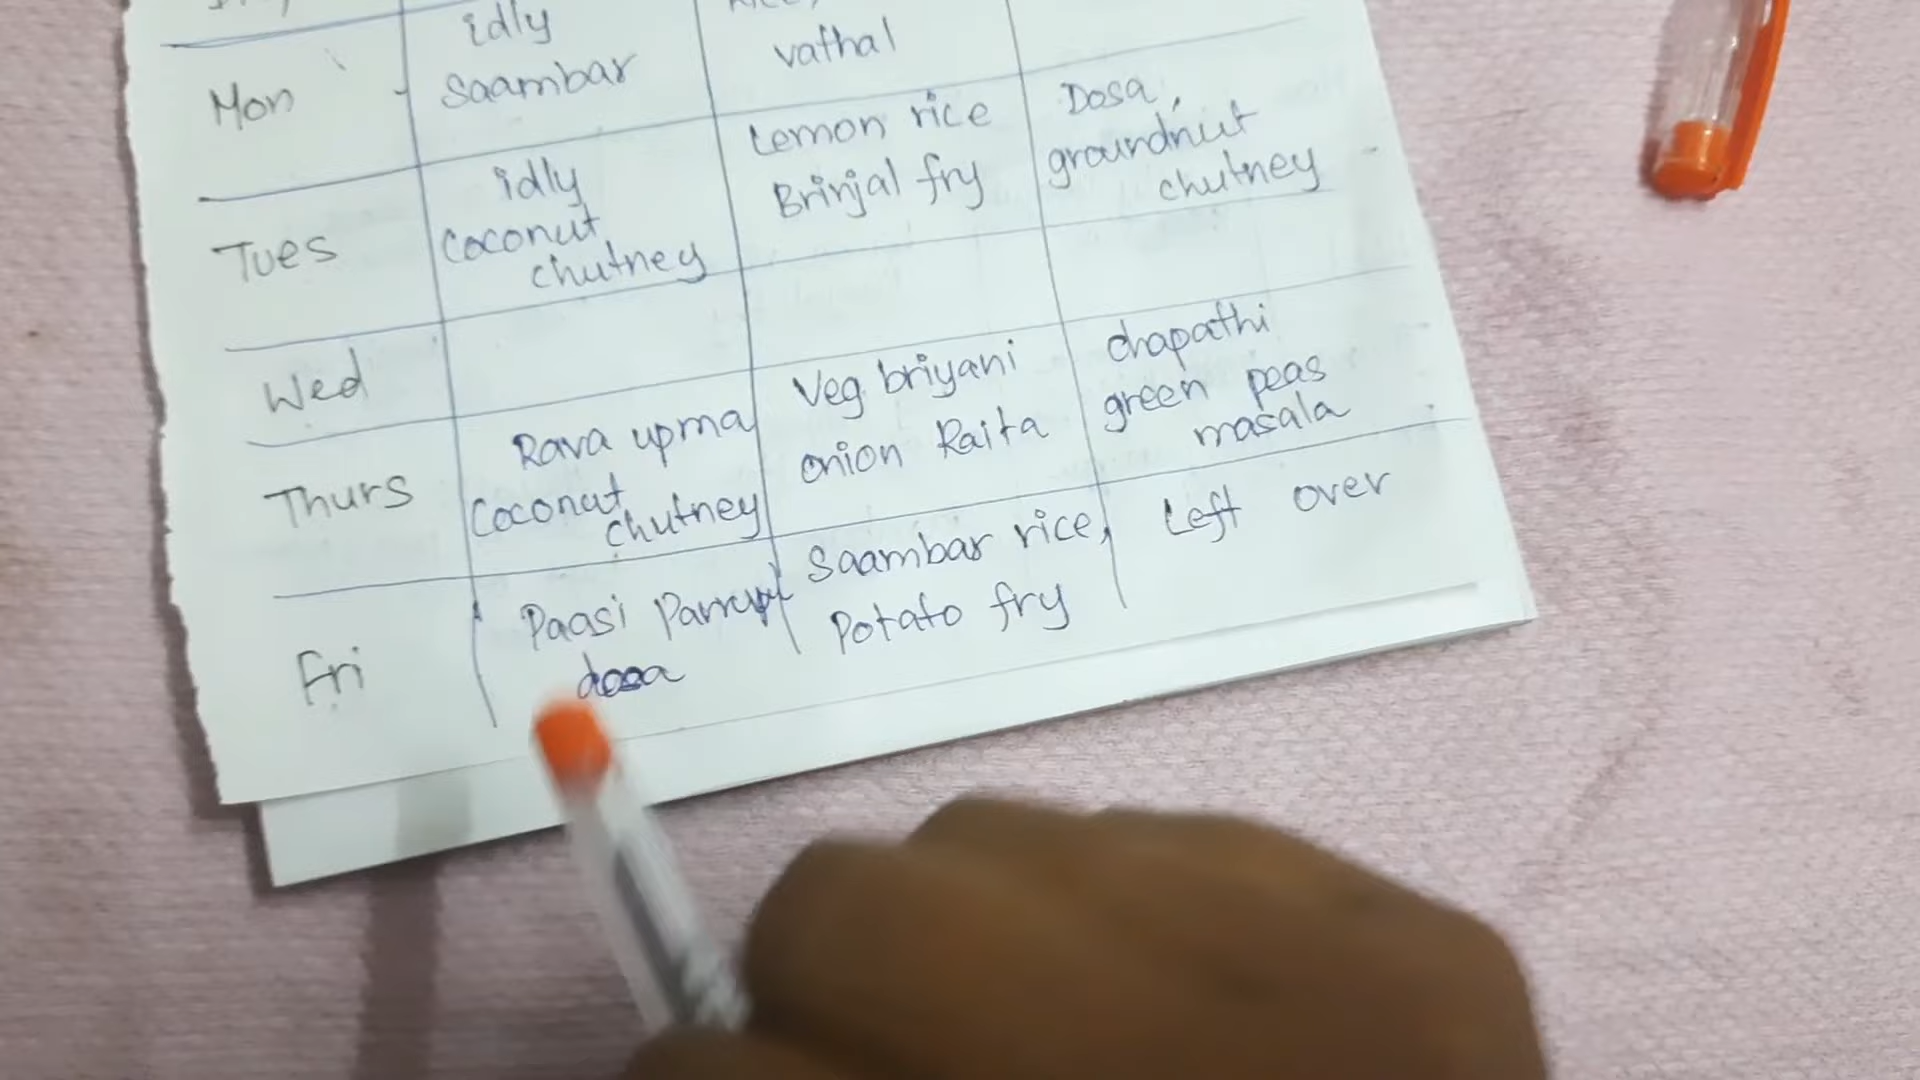 idly
Saambar
vathal
Mon
Lemon rice
Brinjal fry
Dosa,
groundnut
chutney
Tues
idly
coconut
chutney
Wed
Veg briyani
onion Raita
chapathi
green peas
masala
Thurs
Rava upma
coconut
chutney
Saambar rice,
Potato fry
Left over
Fri
Paasi
dosa